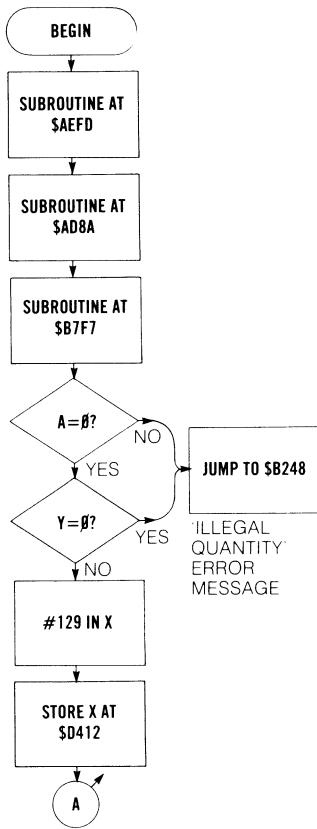 BEGIN
SUBROUTINE AT
$AEFD
SUBROUTINE AT
$AD8A
SUBROUTINE AT
$B7F7
A=Ø?
NO
YES
JUMP TO $B248
'ILLEGAL
QUANTITY'
ERROR
MESSAGE
Y=Ø?
YES
NO
#129 IN X
STORE X AT
$D412
A